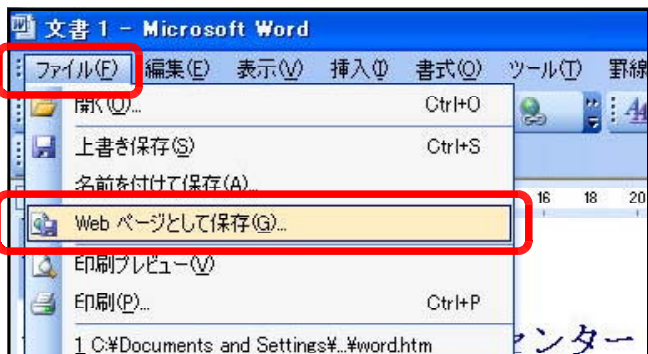 文書 1 - Microsoft Word
ファイル(F) 編集(E) 表示(V) 挿入(I) 書式(O) ツール(T) 罫線
開く(O)... Ctrl+O
上書き保存(S) Ctrl+S
名前を付けて保存(A)...
16 18 20
Web ページとして保存(G)...
印刷プレビュー(V)
印刷(P)... Ctrl+P
1 C:¥Documents and Settings¥...¥word.htm
センター